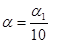 α = α₁/10